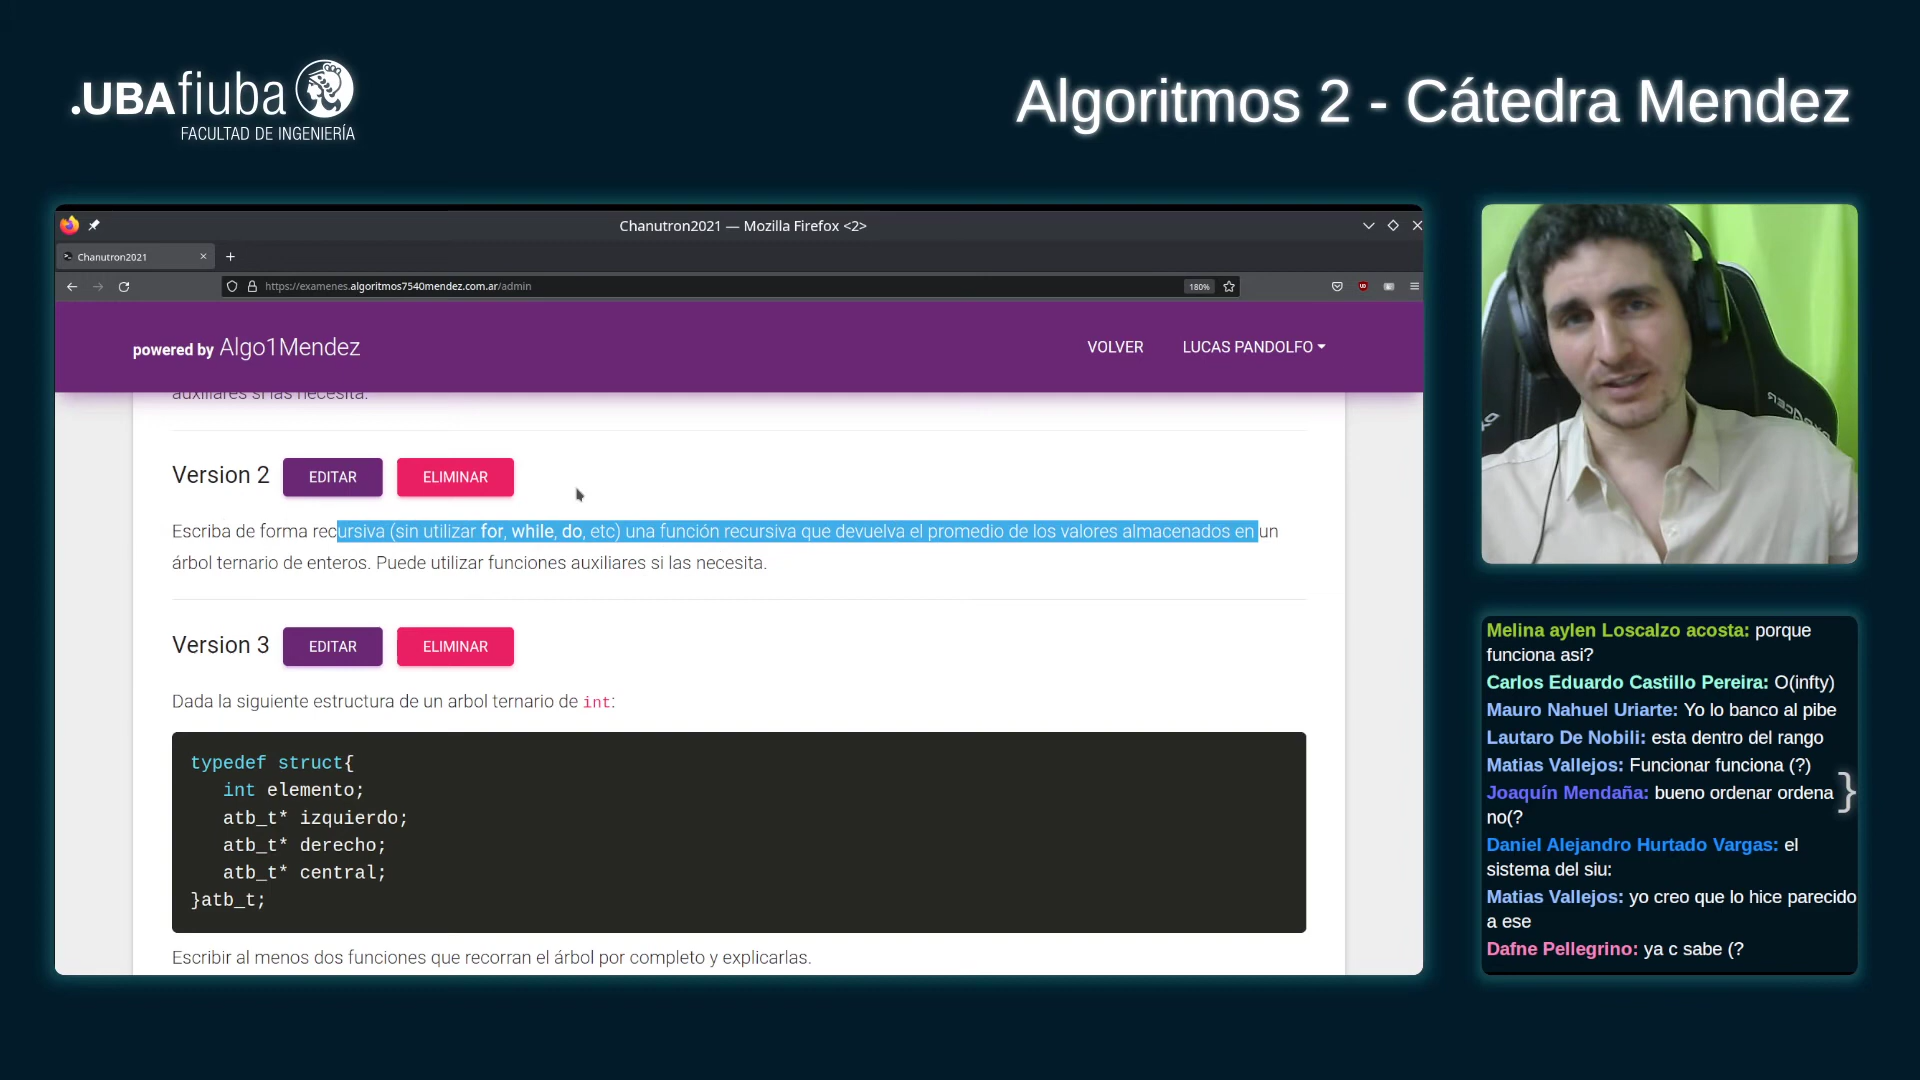 .UBAfiuba
FACULTAD DE INGENIERÍA
Algoritmos 2 - Cátedra Mendez
Chanutron2021 — Mozilla Firefox <2>
Chanutron2021
https://examenes.algoritmos7540mendez.com.ar/admin
180%
powered by Algo1Mendez
VOLVER
LUCAS PANDOLFO
auxiliares si las necesita.
Version 2
EDITAR
ELIMINAR
Escriba de forma recursiva (sin utilizar for, while, do, etc) una función recursiva que devuelva el promedio de los valores almacenados en un
árbol ternario de enteros. Puede utilizar funciones auxiliares si las necesita.
Version 3
EDITAR
ELIMINAR
Dada la siguiente estructura de un arbol ternario de int:
typedef struct{
int elemento;
atb_t* izquierdo;
atb_t* derecho;
atb_t* central;
}atb_t;
Escribir al menos dos funciones que recorran el árbol por completo y explicarlas.
Melina aylen Loscalzo acosta: porque
funciona asi?
Carlos Eduardo Castillo Pereira: O(infty)
Mauro Nahuel Uriarte: Yo lo banco al pibe
Lautaro De Nobili: esta dentro del rango
Matias Vallejos: Funcionar funciona (?)
Joaquín Mendaña: bueno ordenar ordena
no(?
}
Daniel Alejandro Hurtado Vargas: el
sistema del siu:
Matias Vallejos: yo creo que lo hice parecido
a ese
Dafne Pellegrino: ya c sabe (?